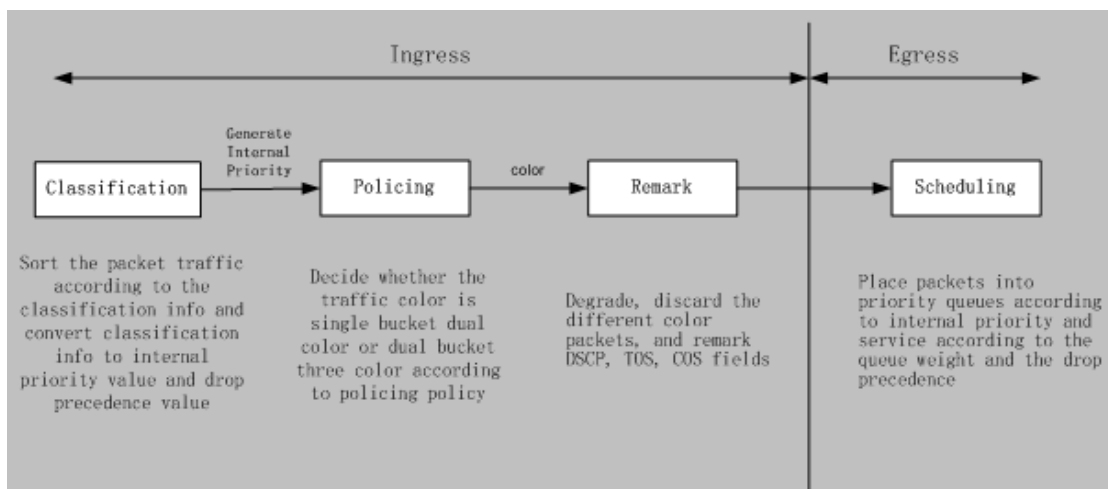 Ingress
Egress
Generate
Internal
Priority
Classification
Policing
color
Remark
Scheduling
Sort the packet traffic
according to the
classification info and
convert classification
info to internal
priority value and drop
precedence value
Decide whether the
traffic color is
single bucket dual
color or dual bucket
three color according
to policing policy
Degrade, discard the
different color
packets, and remark
DSCP, TOS, COS fields
Place packets into
priority queues according
to internal priority and
service according to the
queue weight and the drop
precedence